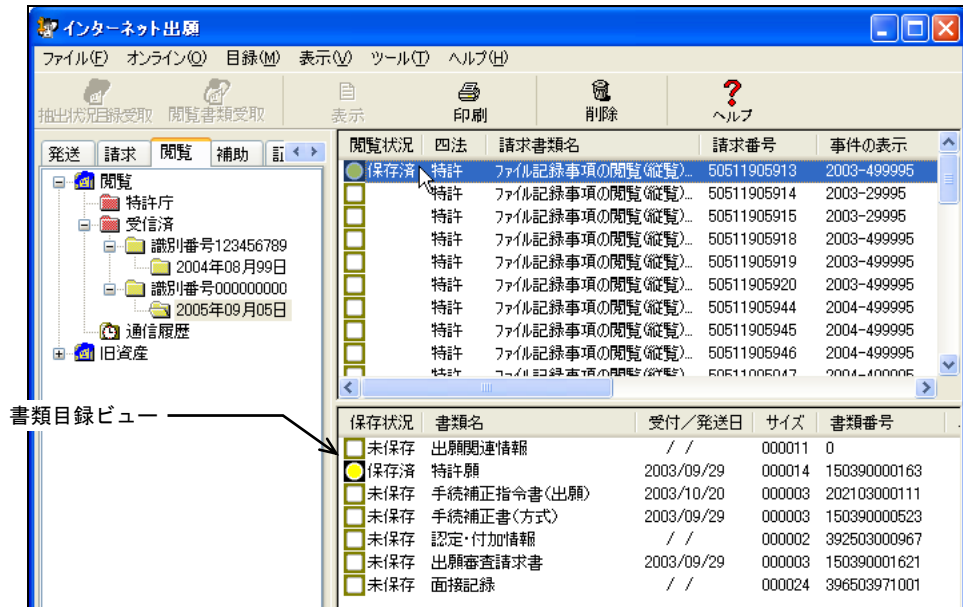 インターネット出願
ファイル(F) オンライン(O) 目録(M) 表示(V) ツール(T) ヘルプ(H)
抽出状況目録受取 閲覧書類受取 表示 印刷 削除 ヘルプ
発送 請求 閲覧 補助
閲覧
特許庁
受信済
識別番号123456789
2004年08月99日
識別番号000000000
2005年09月05日
通信履歴
旧資産
閲覧状況 四法 請求書類名 請求番号 事件の表示
保存済 特許 ファイル記録事項の閲覧(縦覧)... 50511905913 2003-499995
特許 ファイル記録事項の閲覧(縦覧)... 50511905914 2003-29995
特許 ファイル記録事項の閲覧(縦覧)... 50511905915 2003-29995
特許 ファイル記録事項の閲覧(縦覧)... 50511905918 2003-499995
特許 ファイル記録事項の閲覧(縦覧)... 50511905919 2003-499995
特許 ファイル記録事項の閲覧(縦覧)... 50511905920 2003-499995
特許 ファイル記録事項の閲覧(縦覧)... 50511905944 2004-499995
特許 ファイル記録事項の閲覧(縦覧)... 50511905945 2004-499995
特許 ファイル記録事項の閲覧(縦覧)... 50511905946 2004-499995
特許 ファイル記録事項の閲覧(縦覧)... 50511905947 2004-499995
書類目録ビュー
保存状況 書類名 受付/発送日 サイズ 書類番号
未保存 出願関連情報 / / 000011 0
保存済 特許願 2003/09/29 000014 150390000163
未保存 手続補正指令書(出願) 2003/10/20 000003 202103000111
未保存 手続補正書(方式) 2003/09/29 000003 150390000523
未保存 認定・付加情報 / / 000002 392503000967
未保存 出願審査請求書 2003/09/29 000003 150390001621
未保存 面接記録 / / 000024 396503971001